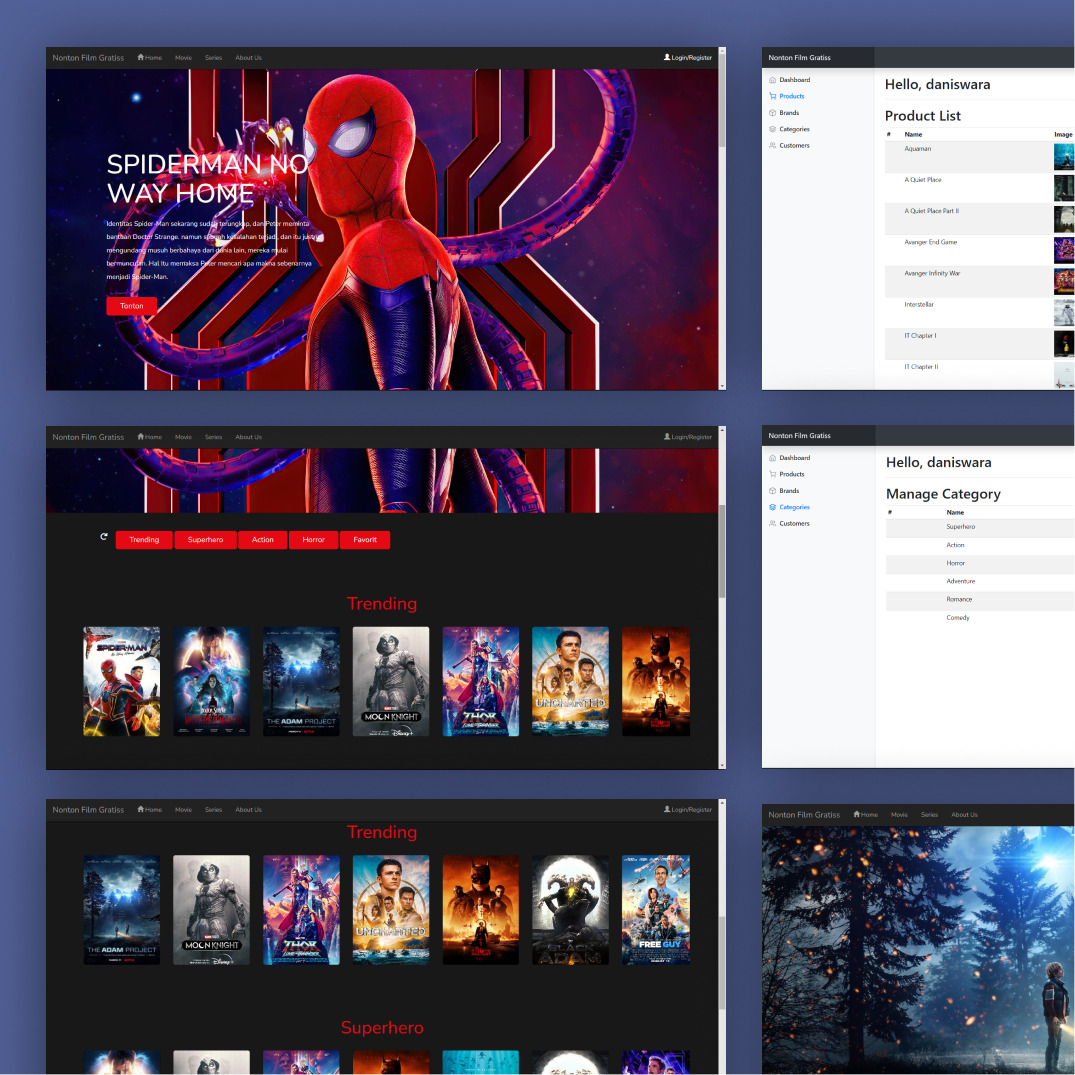 Nonton Film Gratiss Home Movie Series About Us Login/Register
SPIDERMAN NO
WAY HOME
Identitas Spider-Man sekarang sudah terungkap, dan Peter meminta
bantuan Doctor Strange. namun sebuah kesalahan terjadi, dan itu justru
mengundang musuh berbahaya dari dunia lain, mereka mulai
bermunculan. Hal Itu memaksa Peter mencari apa makna sebenarnya
menjadi Spider-Man.
Tonton
Nonton Film Gratiss
Dashboard
Products
Brands
Categories
Customers
Hello, daniswara
Product List
# Name Image
Aquaman
A Quiet Place
A Quiet Place Part II
Avanger End Game
Avanger Infinity War
Interstellar
IT Chapter I
IT Chapter II
Nonton Film Gratiss Home Movie Series About Us Login/Register
Trending Superhero Action Horror Favorit
Trending
SPIDER-MAN
THE ADAM PROJECT
MOON KNIGHT
Disney+
THOR
UNCHARTED
Nonton Film Gratiss
Dashboard
Products
Brands
Categories
Customers
Hello, daniswara
Manage Category
# Name
Superhero
Action
Horror
Adventure
Romance
Comedy
Nonton Film Gratiss Home Movie Series About Us Login/Register
Trending
THE ADAM PROJECT
MOON KNIGHT
Disney+
THOR
UNCHARTED
FREE GUY
Superhero
Nonton Film Gratiss Home Movie Series About Us